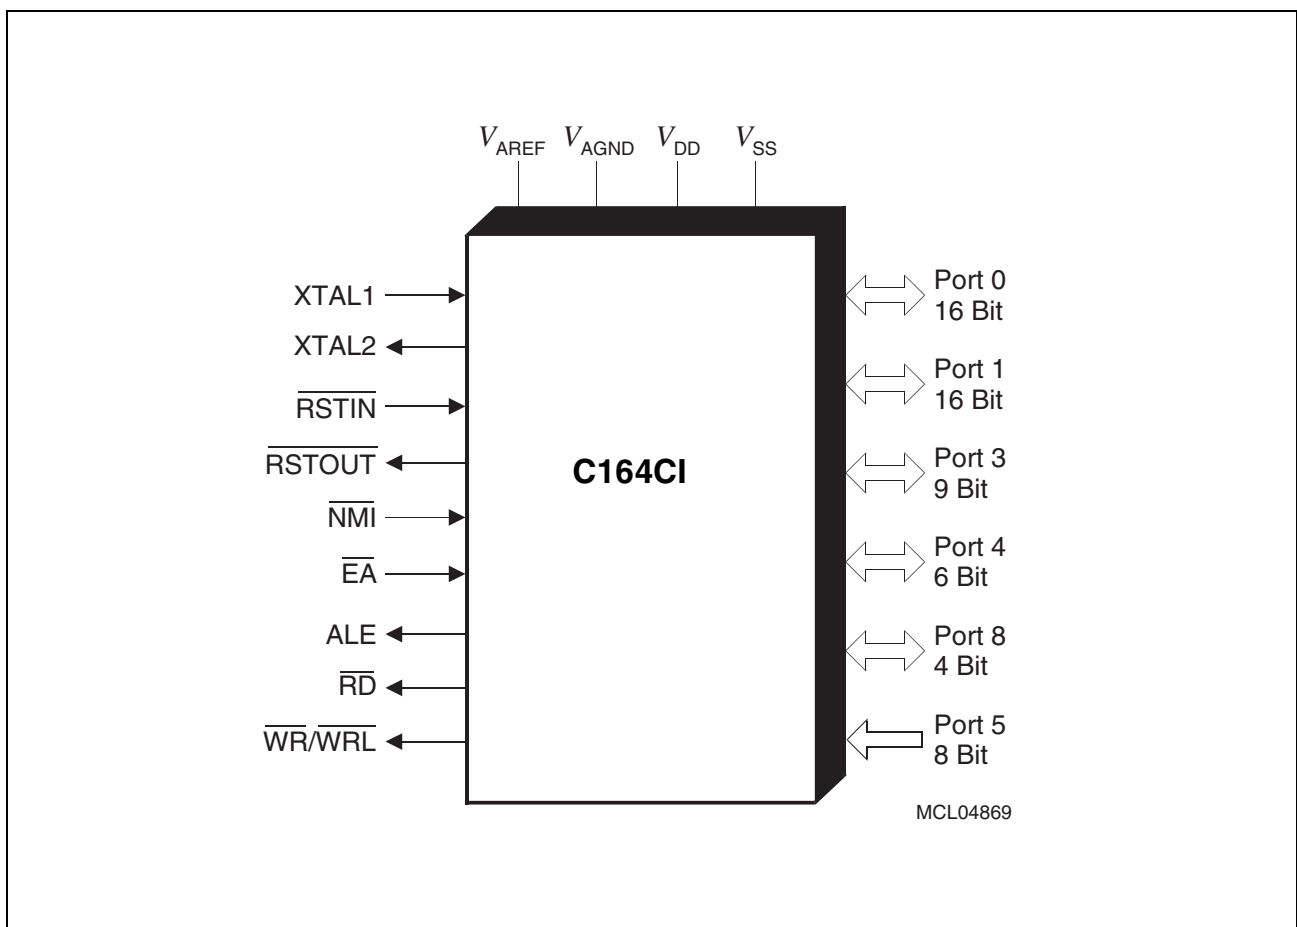 VAREF VAGND VDD VSS
XTAL1
XTAL2
RSTIN
RSTOUT
NMI
EA
ALE
RD
WR/WRL
C164CI
Port 0
16 Bit
Port 1
16 Bit
Port 3
9 Bit
Port 4
6 Bit
Port 8
4 Bit
Port 5
8 Bit
MCL04869